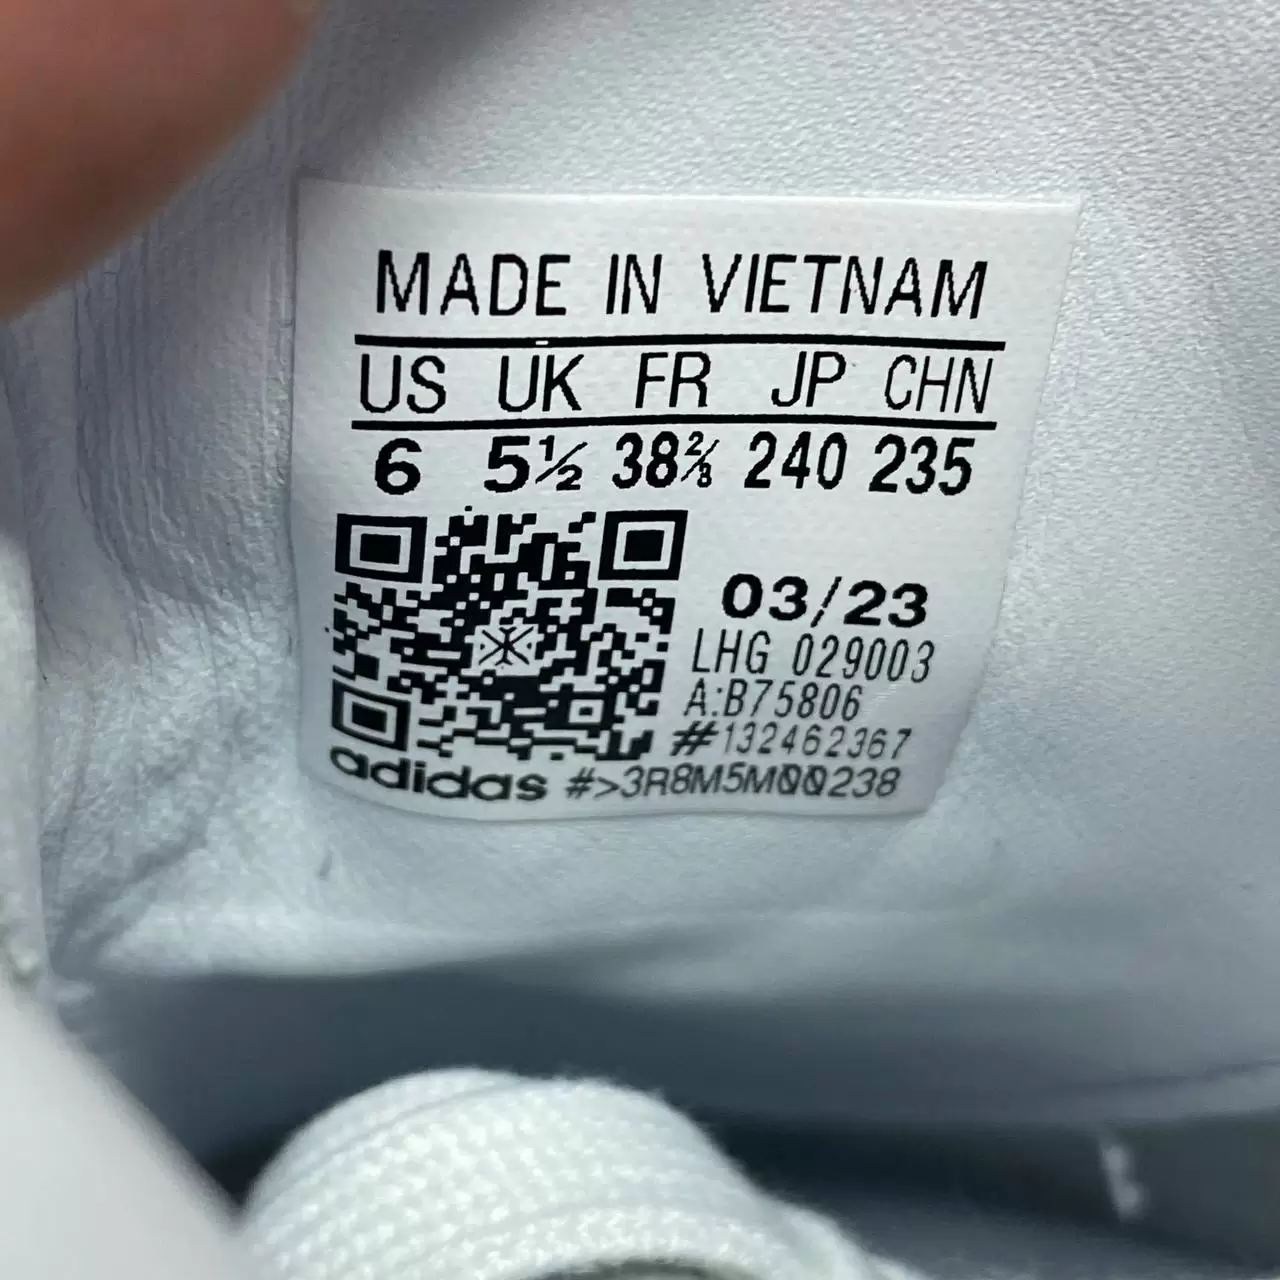 MADE IN VIETNAM
US UK FR JP CHN
6 5½ 38⅔ 240 235
03/23
LHG 029003
A:B75806
#132462367
adidas #>3R8M5M00238